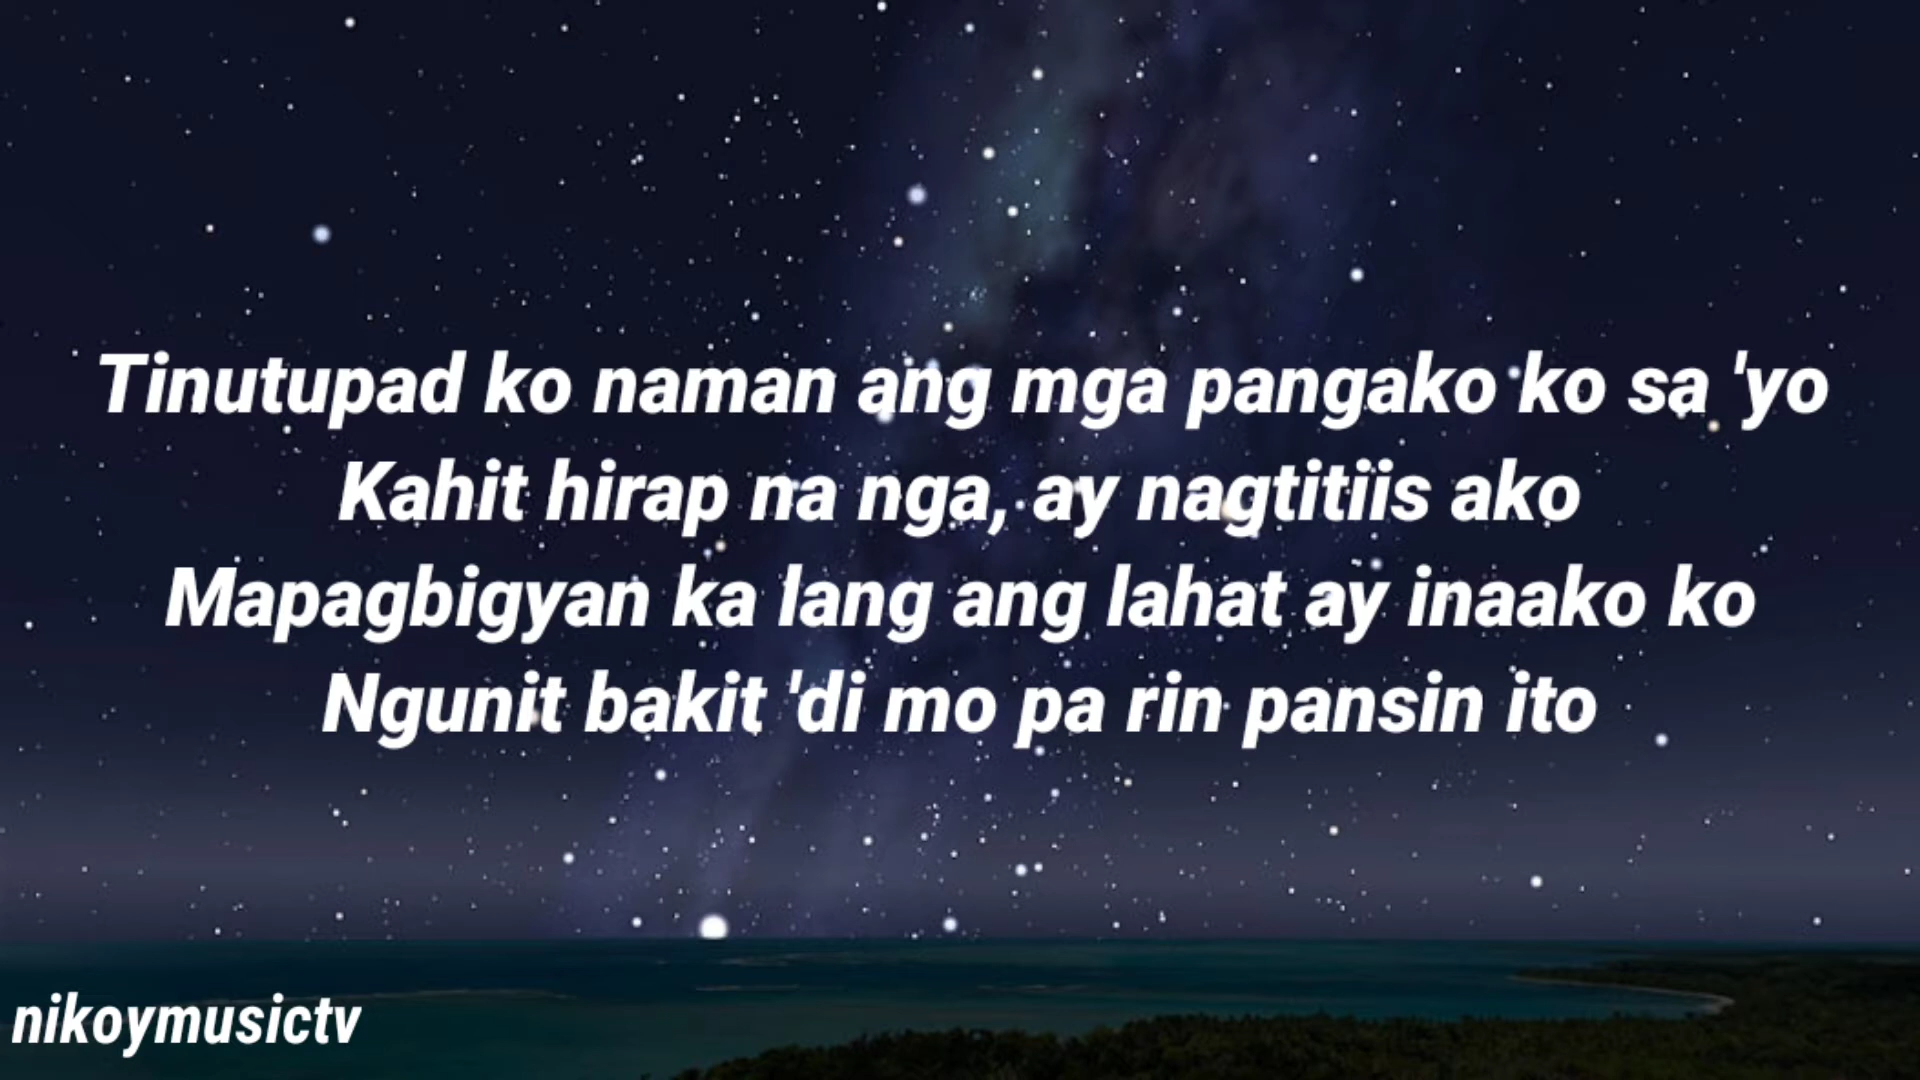 Tinutupad ko naman ang mga pangako ko sa 'yo
Kahit hirap na nga, ay nagtitiis ako
Mapagbigyan ka lang ang lahat ay inaako ko
Ngunit bakit 'di mo pa rin pansin ito
nikoymusictv